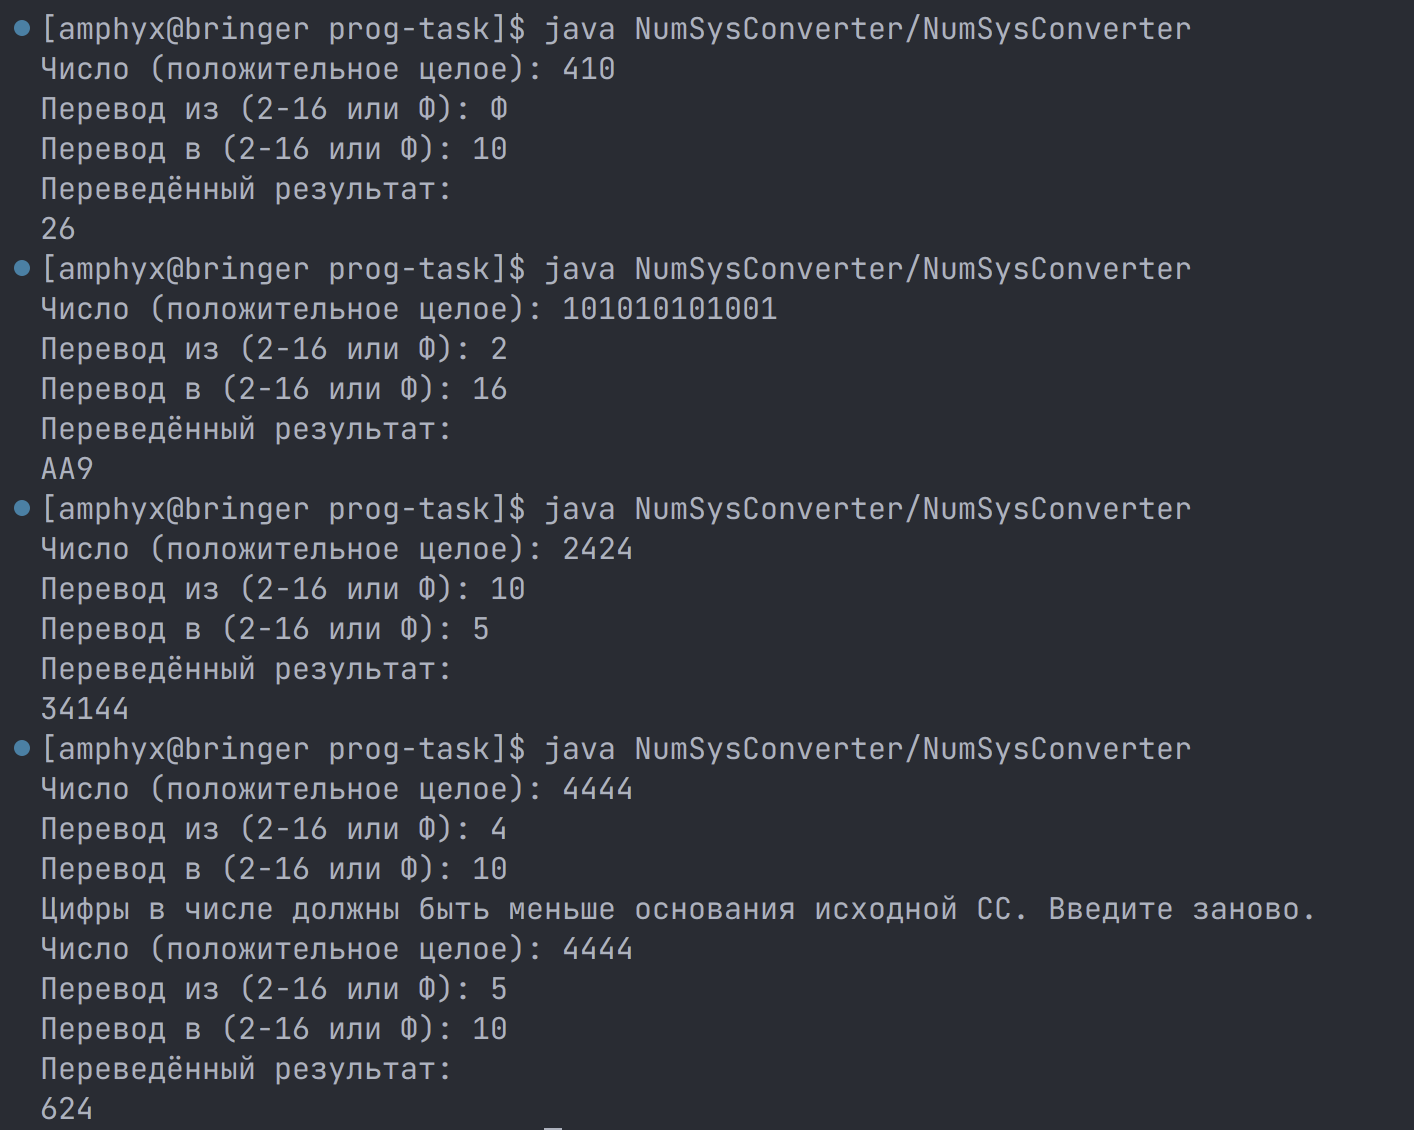 [amphyx@bringer prog-task]$ java NumSysConverter/NumSysConverter
Число (положительное целое): 410
Перевод из (2-16 или Ф): Ф
Перевод в (2-16 или Ф): 10
Переведённый результат:
26
[amphyx@bringer prog-task]$ java NumSysConverter/NumSysConverter
Число (положительное целое): 101010101001
Перевод из (2-16 или Ф): 2
Перевод в (2-16 или Ф): 16
Переведённый результат:
AA9
[amphyx@bringer prog-task]$ java NumSysConverter/NumSysConverter
Число (положительное целое): 2424
Перевод из (2-16 или Ф): 10
Перевод в (2-16 или Ф): 5
Переведённый результат:
34144
[amphyx@bringer prog-task]$ java NumSysConverter/NumSysConverter
Число (положительное целое): 4444
Перевод из (2-16 или Ф): 4
Перевод в (2-16 или Ф): 10
Цифры в числе должны быть меньше основания исходной СС. Введите заново.
Число (положительное целое): 4444
Перевод из (2-16 или Ф): 5
Перевод в (2-16 или Ф): 10
Переведённый результат:
624